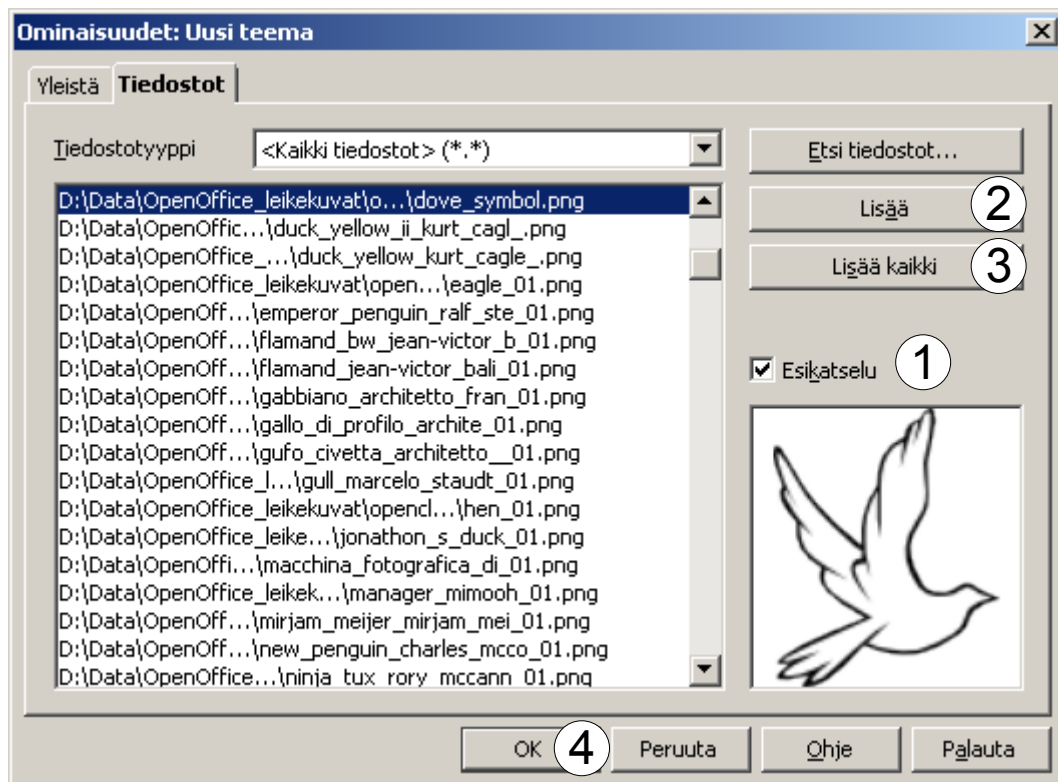 Ominaisuudet: Uusi teema
Yleistä Tiedostot
Tiedostotyyppi <Kaikki tiedostot> (*.*) Etsi tiedostot...
D:\Data\OpenOffice_leikekuvat\o...\dove_symbol.png
Lisää 2
D:\Data\OpenOffic...\duck_yellow_ii_kurt_cagl_.png
D:\Data\OpenOffice_...\duck_yellow_kurt_cagle_.png
Lisää kaikki 3
D:\Data\OpenOffice_leikekuvat\open...\eagle_01.png
D:\Data\OpenOff...\emperor_penguin_ralf_ste_01.png
D:\Data\OpenOff...\flamand_bw_jean-victor_b_01.png
D:\Data\OpenOff...\flamand_jean-victor_bali_01.png
Esikatselu 1
D:\Data\OpenOff...\gabbiano_architetto_fran_01.png
D:\Data\OpenOff...\gallo_di_profilo_archite_01.png
D:\Data\OpenOff...\gufo_civetta_architetto__01.png
D:\Data\OpenOffice_l...\gull_marcelo_staudt_01.png
D:\Data\OpenOffice_leikekuvat\opencl...\hen_01.png
D:\Data\OpenOffice_leike...\jonathon_s_duck_01.png
D:\Data\OpenOffi...\macchina_fotografica_di_01.png
D:\Data\OpenOffice_leikek...\manager_mimooh_01.png
D:\Data\OpenOff...\mirjam_meijer_mirjam_mei_01.png
D:\Data\OpenOff...\new_penguin_charles_mcco_01.png
D:\Data\OpenOffice...\ninja_tux_rory_mccann_01.png
OK 4 Peruuta Ohje Palauta